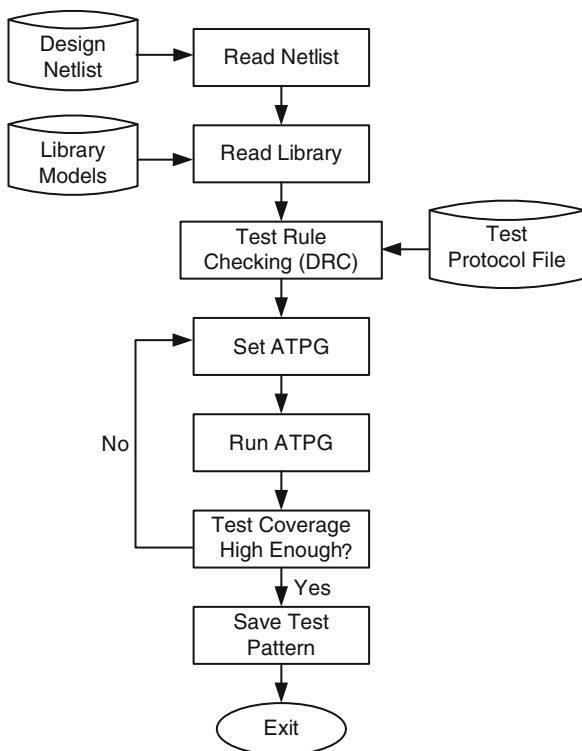 Design
Netlist
Read Netlist
Library
Models
Read Library
Test Rule
Checking (DRC)
Test
Protocol File
Set ATPG
No
Run ATPG
Test Coverage
High Enough?
Yes
Save Test
Pattern
Exit